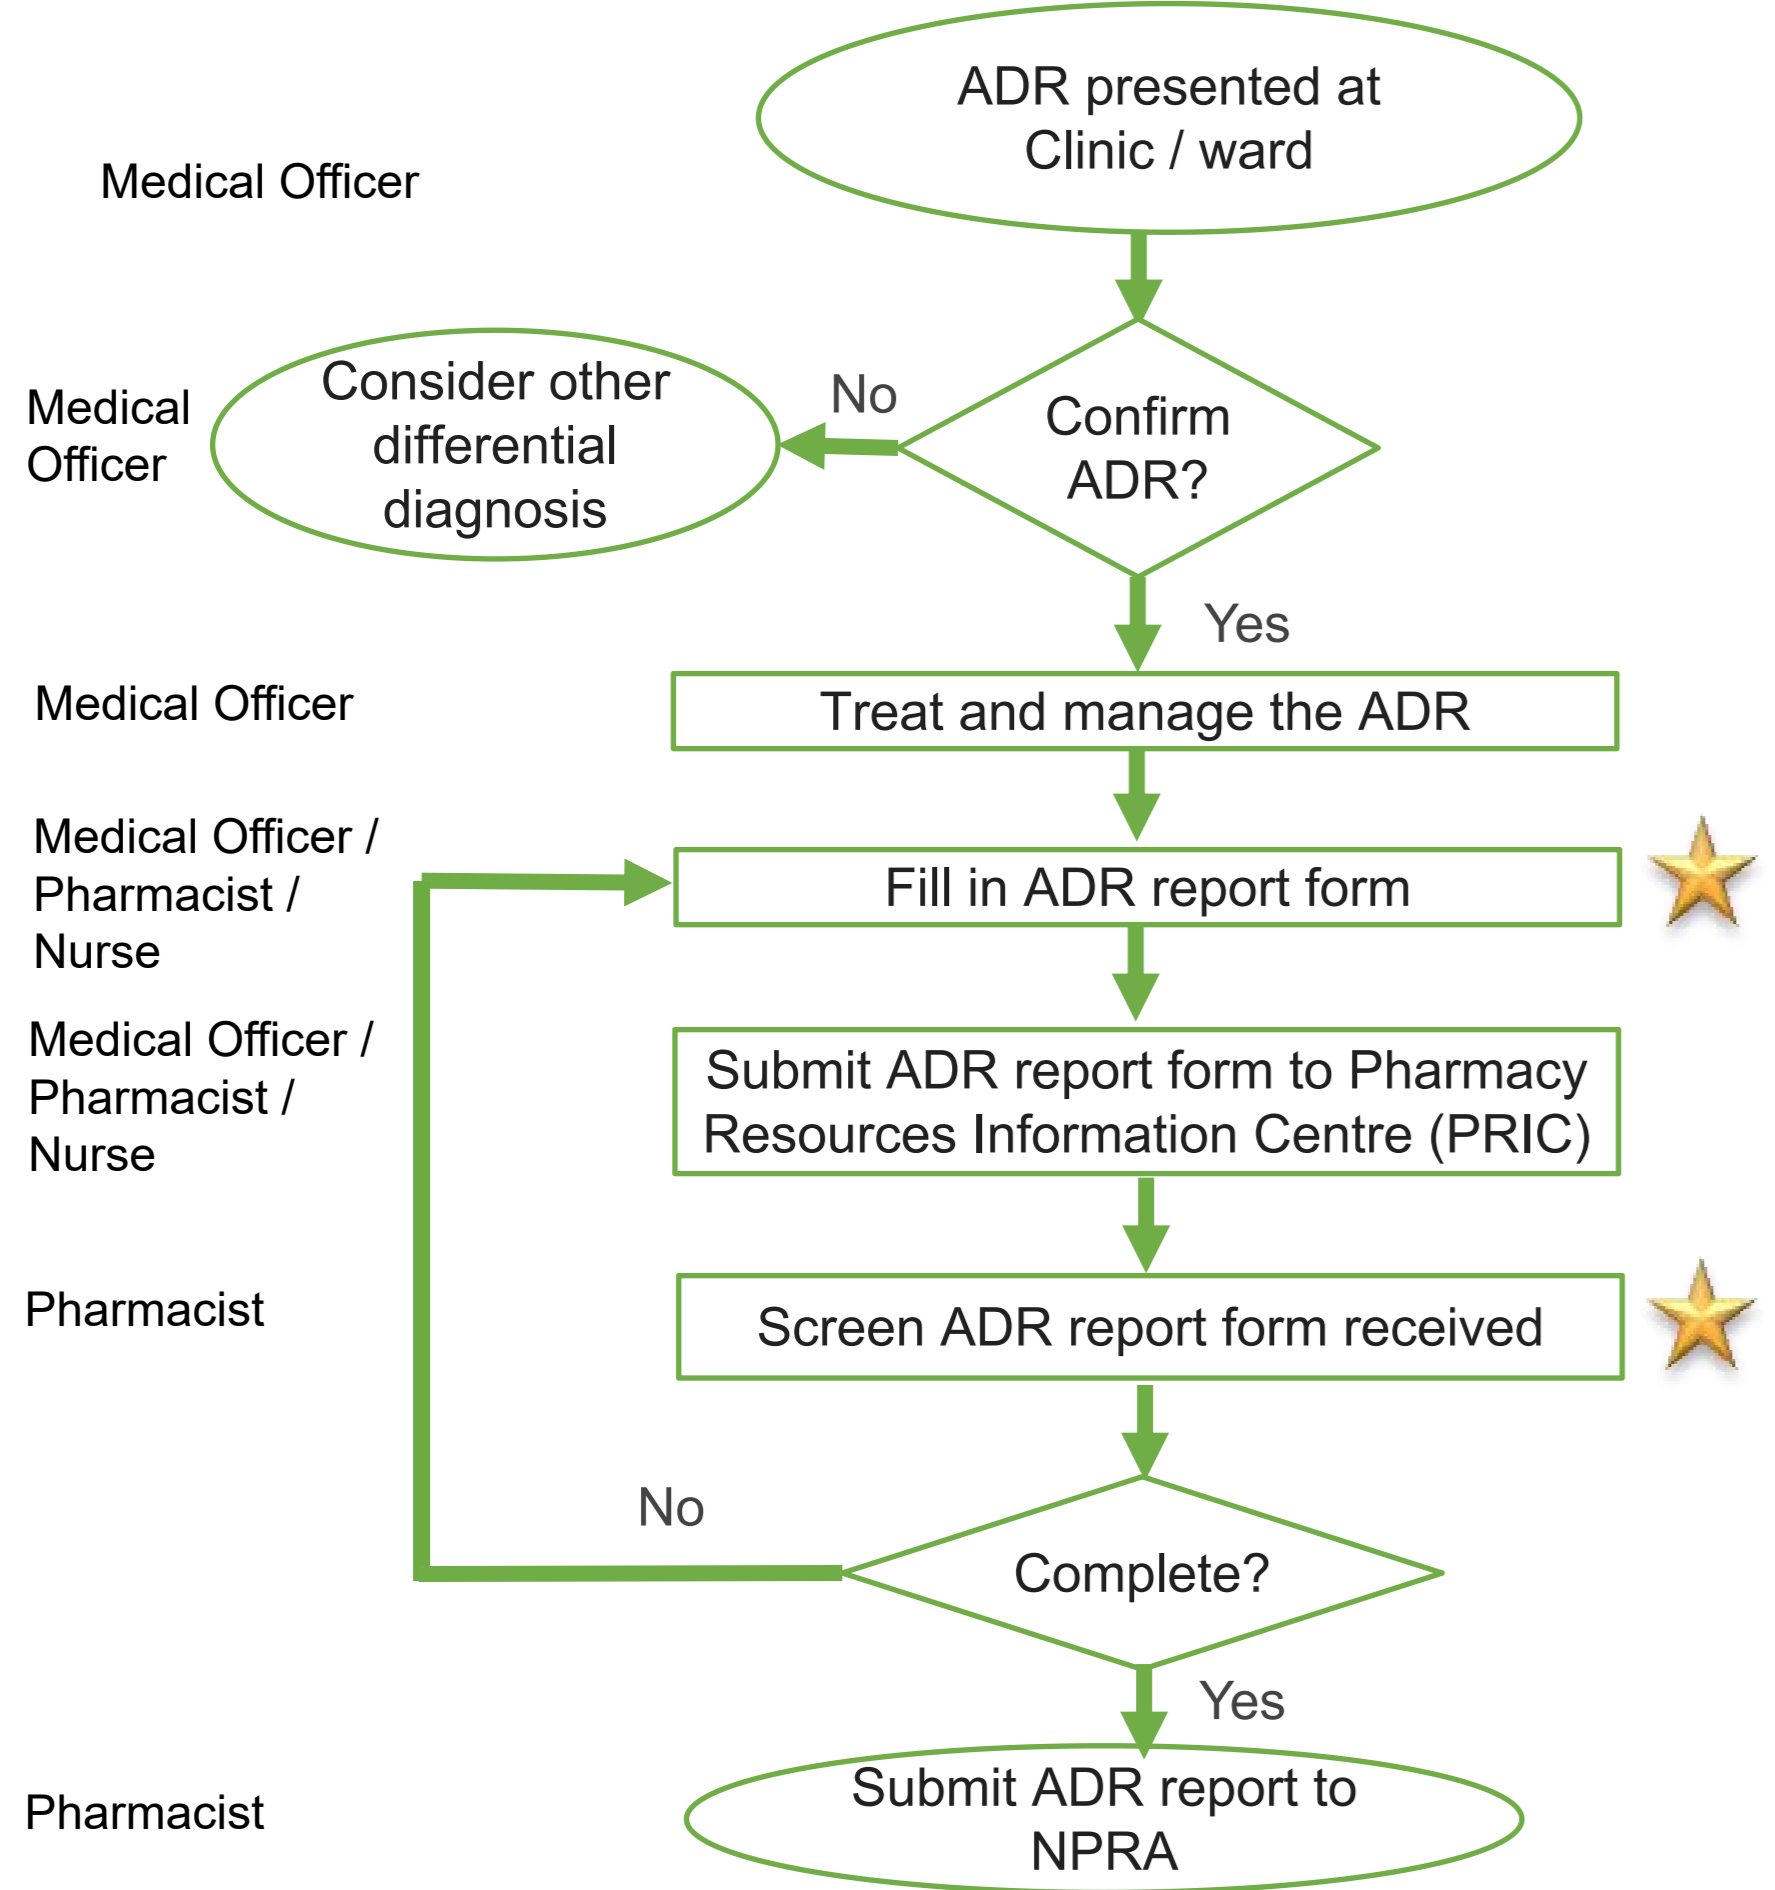 ADR presented at
Clinic / ward
Medical Officer
Medical
Officer
Consider other
differential
diagnosis
No
Confirm
ADR?
Yes
Medical Officer
Treat and manage the ADR
Medical Officer /
Pharmacist /
Nurse
Fill in ADR report form
Medical Officer /
Pharmacist /
Nurse
Submit ADR report form to Pharmacy
Resources Information Centre (PRIC)
Pharmacist
Screen ADR report form received
No
Complete?
Yes
Pharmacist
Submit ADR report to
NPRA